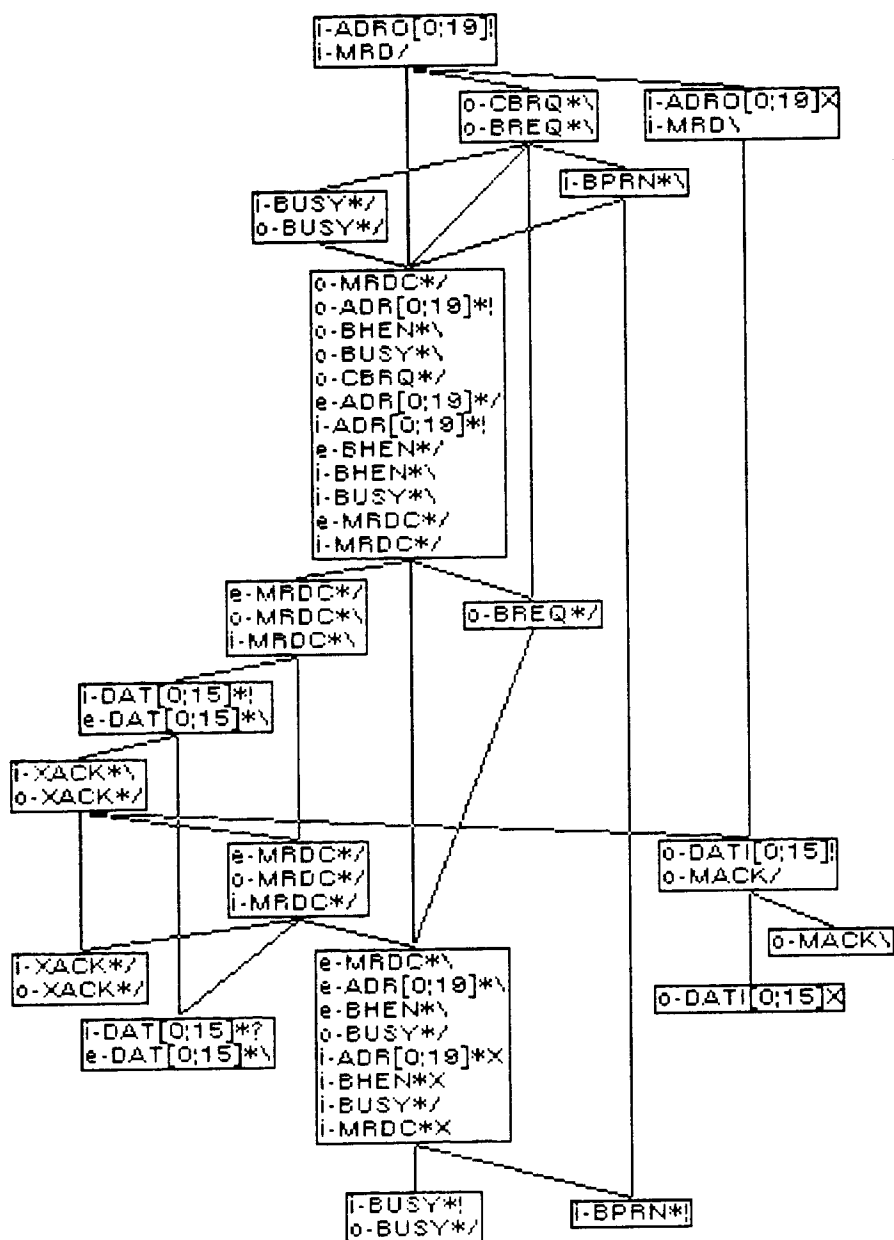 i-ADRO[0;19]!
i-MRD/
o-CBRQ*\
o-BREQ*\
i-ADRO[0;19]X
i-MRD\
i-BUSY*/
o-BUSY*/
i-BPRN*\
o-MRDC*/
o-ADR[0;19]*!
o-BHEN*\
o-BUSY*\
o-CBRQ*/
e-ADR[0;19]*/
i-ADR[0;19]*!
e-BHEN*/
i-BHEN*\
i-BUSY*\
e-MRDC*/
i-MRDC*/
e-MRDC*/
o-MRDC*\
i-MRDC*\
o-BREQ*/
i-DAT[0;15]*!
e-DAT[0;15]*\
i-XACK*\
o-XACK*/
e-MRDC*/
o-MRDC*/
i-MRDC*/
o-DATI[0;15]!
o-MACK/
o-MACK\
i-XACK*/
o-XACK*/
e-MRDC*\
e-ADR[0;19]*\
e-BHEN*\
o-BUSY*/
i-ADR[0;19]*X
i-BHEN*X
i-BUSY*/
i-MRDC*X
o-DATI[0;15]X
i-DAT[0;15]*?
e-DAT[0;15]*\
i-BUSY*!
o-BUSY*/
i-BPRN*!